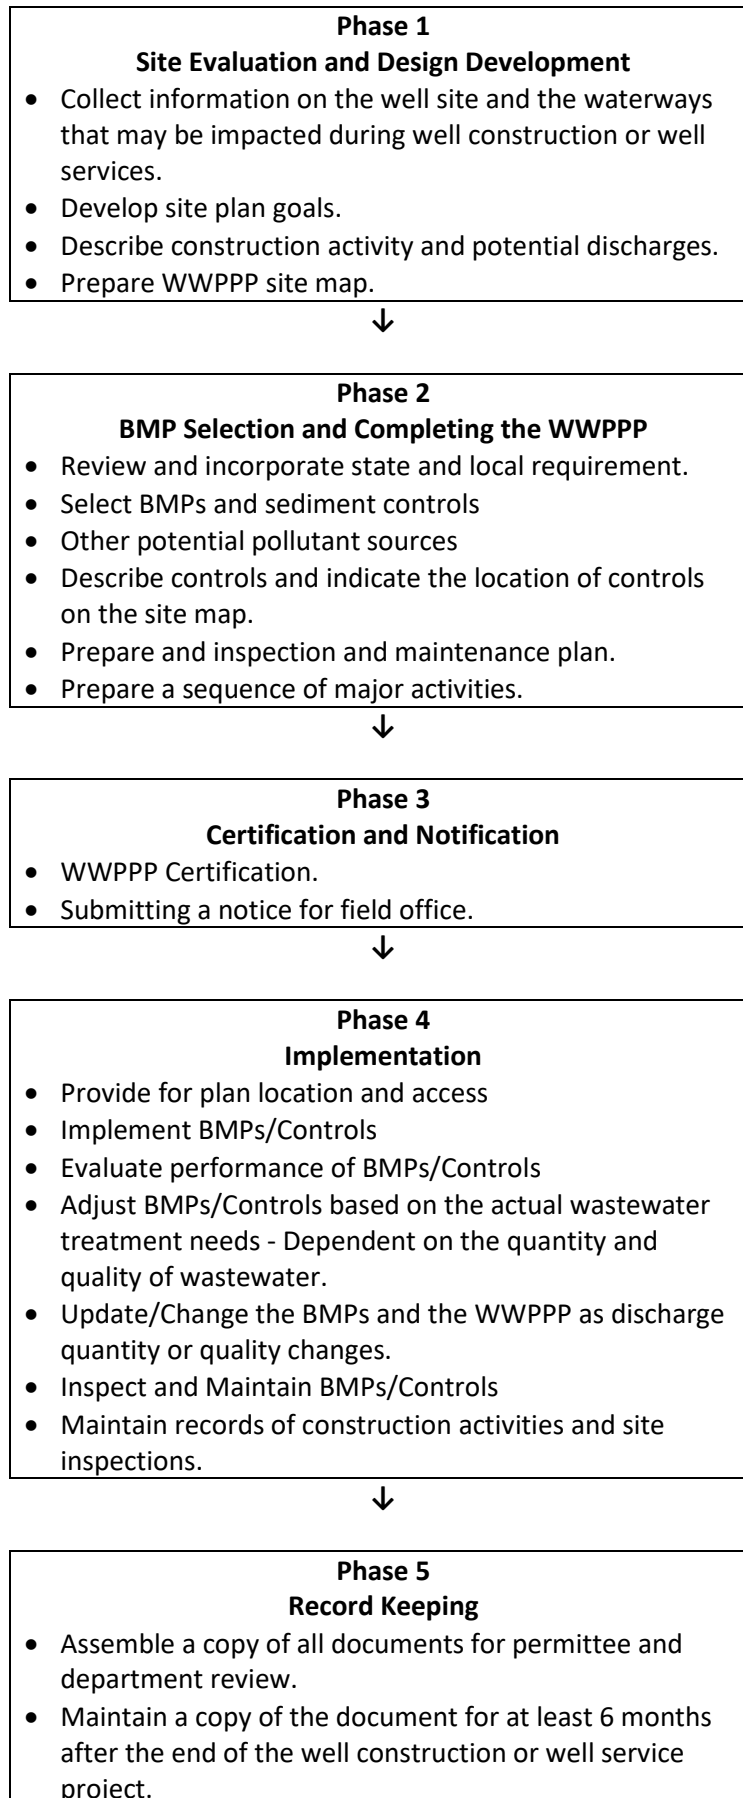 Phase 1
Site Evaluation and Design Development
• Collect information on the well site and the waterways
that may be impacted during well construction or well
services.
• Develop site plan goals.
• Describe construction activity and potential discharges.
• Prepare WWPPP site map.
↓
Phase 2
BMP Selection and Completing the WWPPP
• Review and incorporate state and local requirement.
• Select BMPs and sediment controls
• Other potential pollutant sources
• Describe controls and indicate the location of controls
on the site map.
• Prepare and inspection and maintenance plan.
• Prepare a sequence of major activities.
↓
Phase 3
Certification and Notification
• WWPPP Certification.
• Submitting a notice for field office.
↓
Phase 4
Implementation
• Provide for plan location and access
• Implement BMPs/Controls
• Evaluate performance of BMPs/Controls
• Adjust BMPs/Controls based on the actual wastewater
treatment needs - Dependent on the quantity and
quality of wastewater.
• Update/Change the BMPs and the WWPPP as discharge
quantity or quality changes.
• Inspect and Maintain BMPs/Controls
• Maintain records of construction activities and site
inspections.
↓
Phase 5
Record Keeping
• Assemble a copy of all documents for permittee and
department review.
• Maintain a copy of the document for at least 6 months
after the end of the well construction or well service
project.